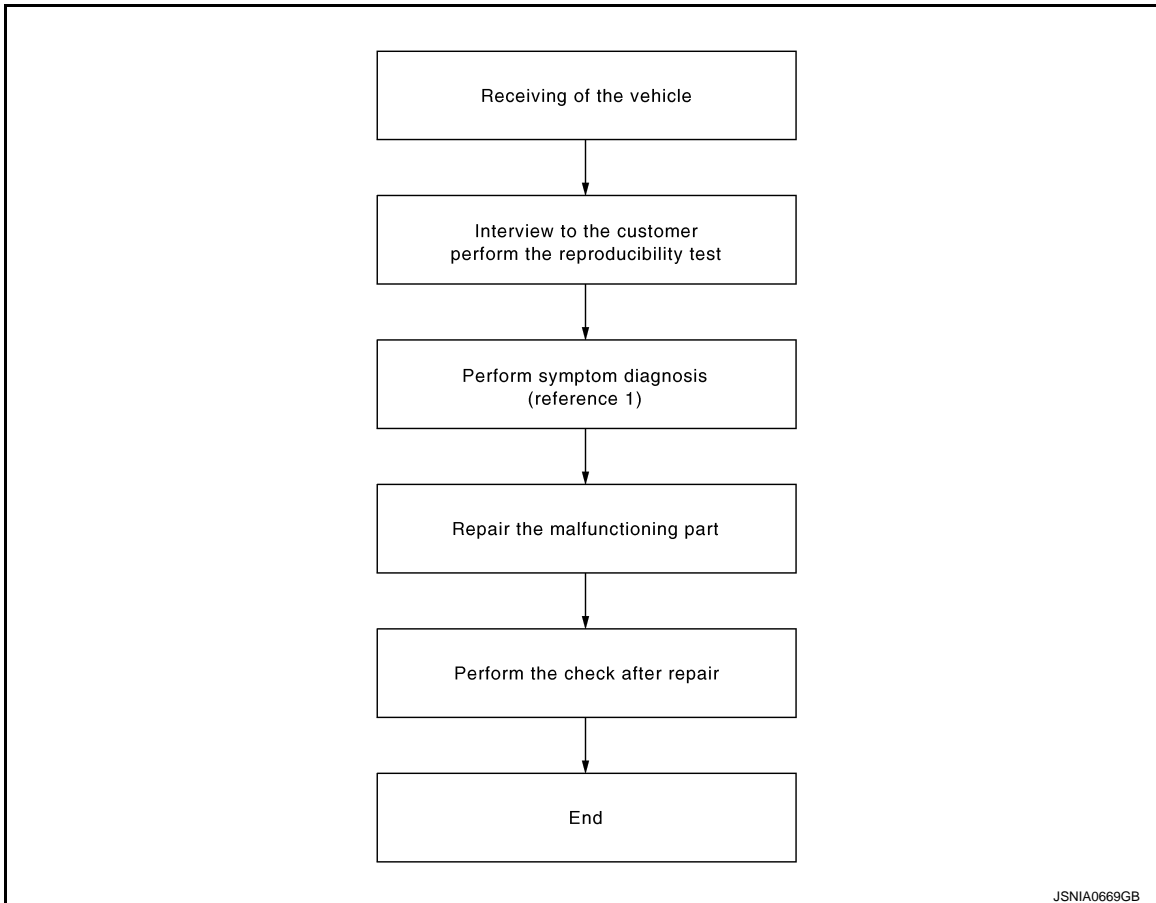 Receiving of the vehicle
Interview to the customer
perform the reproducibility test
Perform symptom diagnosis
(reference 1)
Repair the malfunctioning part
Perform the check after repair
End
JSNIA0669GB